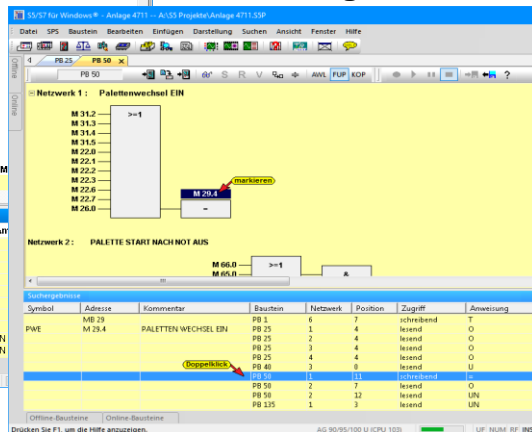 S5/S7 für Windows® - Anlage 4711 -- A:\S5 Projekte\Anlage 4711.S5P
Datei SPS Baustein Bearbeiten Einfügen Darstellung Suchen Ansicht Fenster Hilfe
PB 25 PB 50 x
PB 50 S R V AWL FUP KOP ?
Offline
Online
Netzwerk 1 : Palettenwechsel EIN
M 31.2 >=1
M 31.3
M 31.4
M 31.5
M 22.0
M 22.1
M 22.2
M 22.3 markieren
M 22.6 M 29.4
M 22.7
M 26.0 =
Netzwerk 2 : PALETTE START NACH NOT AUS
M 66.0 >=1
M 65.0 &
Suchergebnisse
Symbol Adresse Kommentar Baustein Netzwerk Position Zugriff Anweisung
MB 29 PB 1 6 7 schreibend T
PWE M 29.4 PALETTEN WECHSEL EIN PB 25 1 4 lesend O
PB 25 2 4 lesend O
PB 25 3 4 lesend O
PB 25 4 4 lesend O
Doppelklick PB 40 3 0 lesend U
PB 50 1 11 schreibend =
PB 50 2 7 lesend O
PB 50 2 12 lesend UN
PB 135 1 3 lesend UN
Offline-Bausteine Online-Bausteine
Drücken Sie F1, um die Hilfe anzuzeigen. AG 90/95/100 U (CPU 103) UF NUM RF